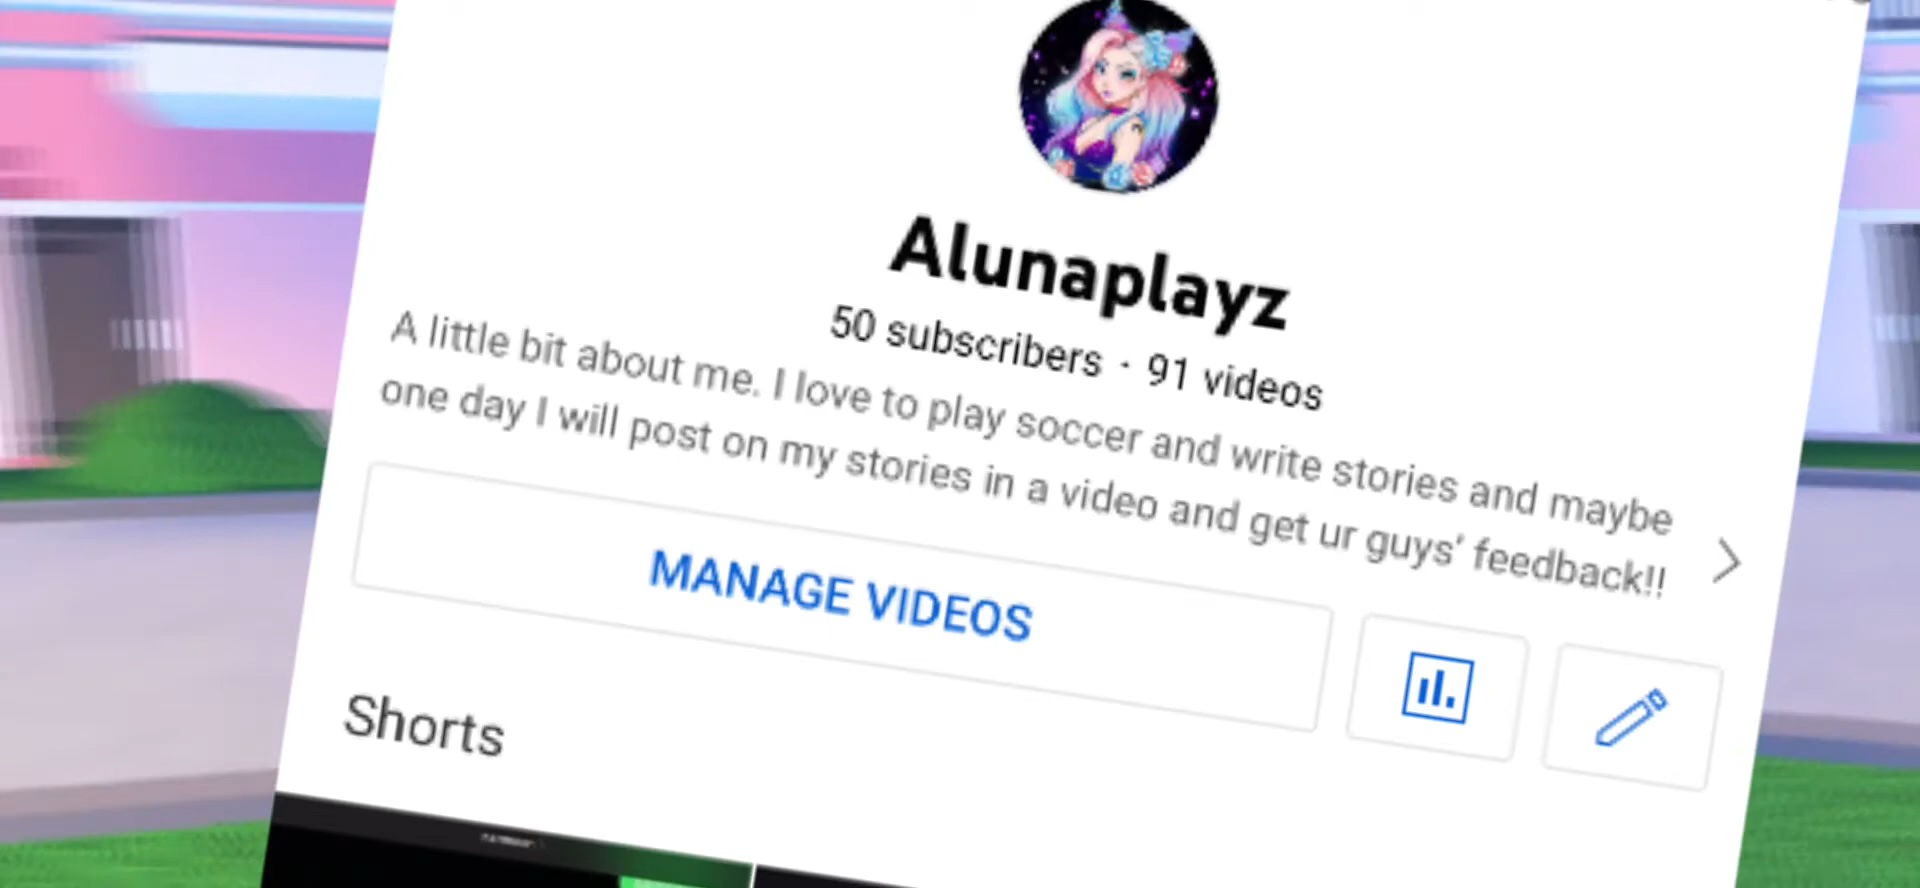 Alunaplayz
50 subscribers · 91 videos
A little bit about me. I love to play soccer and write stories and maybe
one day I will post on my stories in a video and get ur guys' feedback!!
MANAGE VIDEOS
Shorts